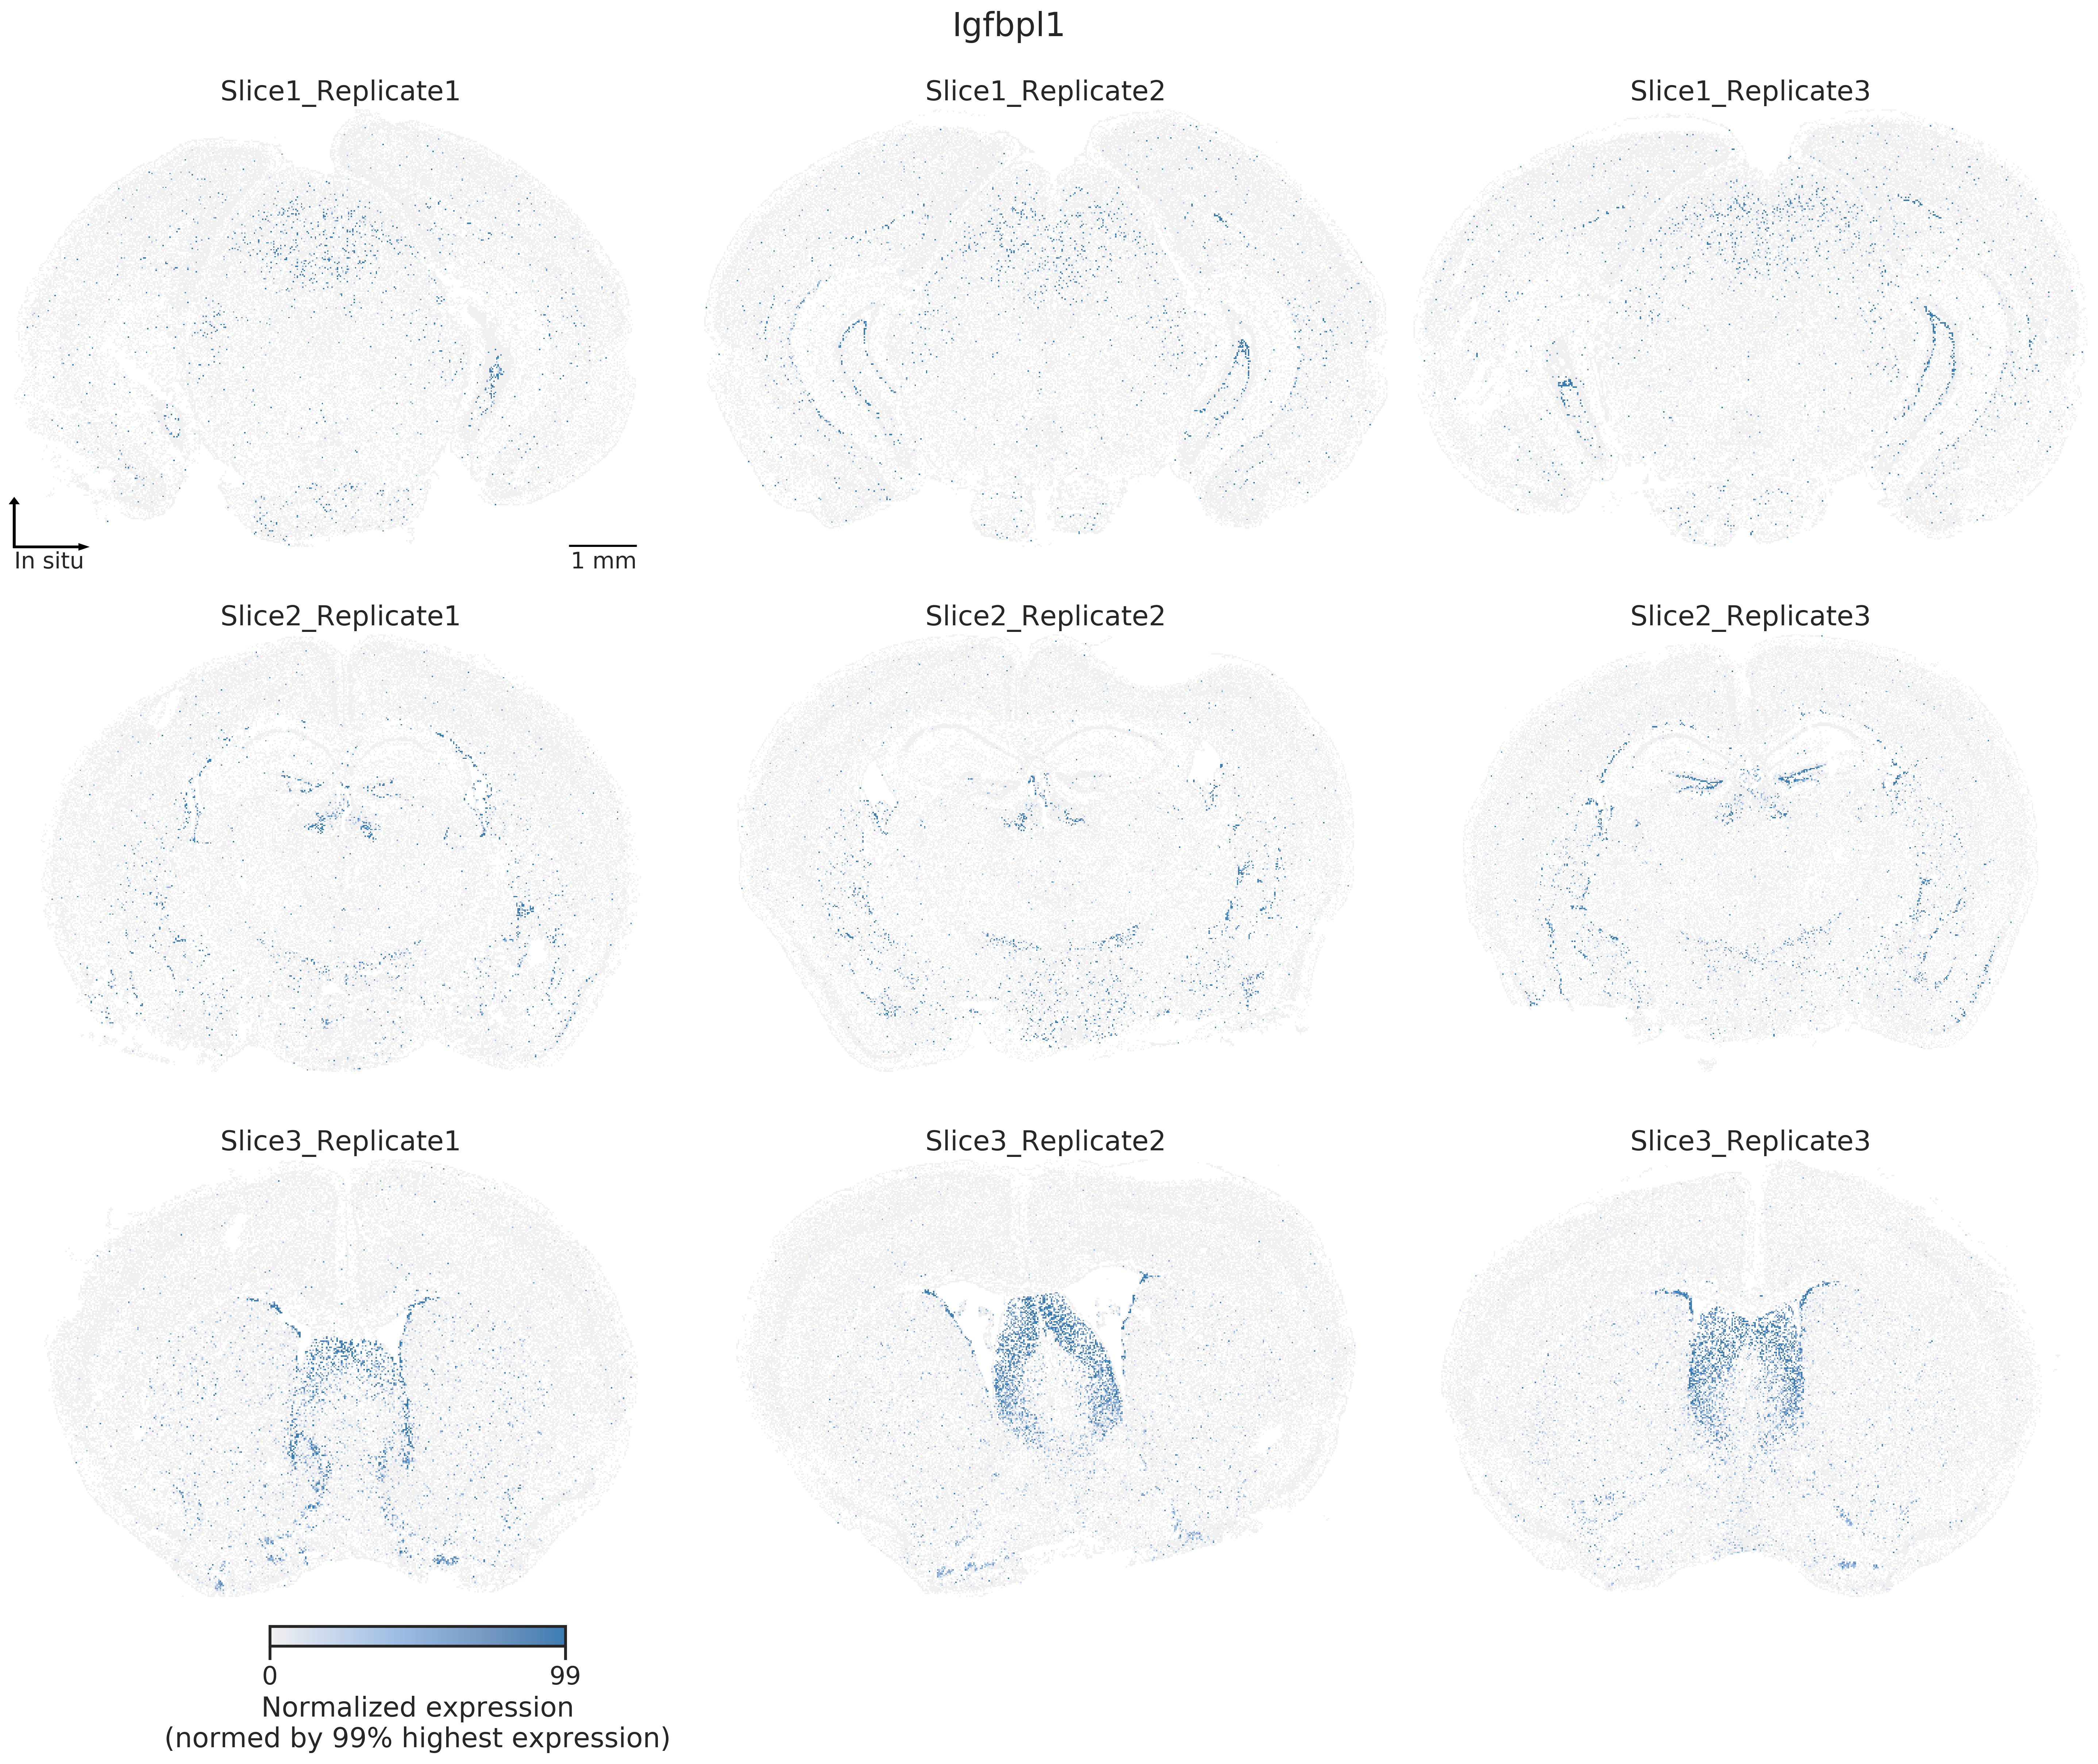 Igfbpl1
Slice1_Replicate1
Slice1_Replicate2
Slice1_Replicate3
In situ
1 mm
Slice2_Replicate1
Slice2_Replicate2
Slice2_Replicate3
Slice3_Replicate1
Slice3_Replicate2
Slice3_Replicate3
0
99
Normalized expression
(normed by 99% highest expression)